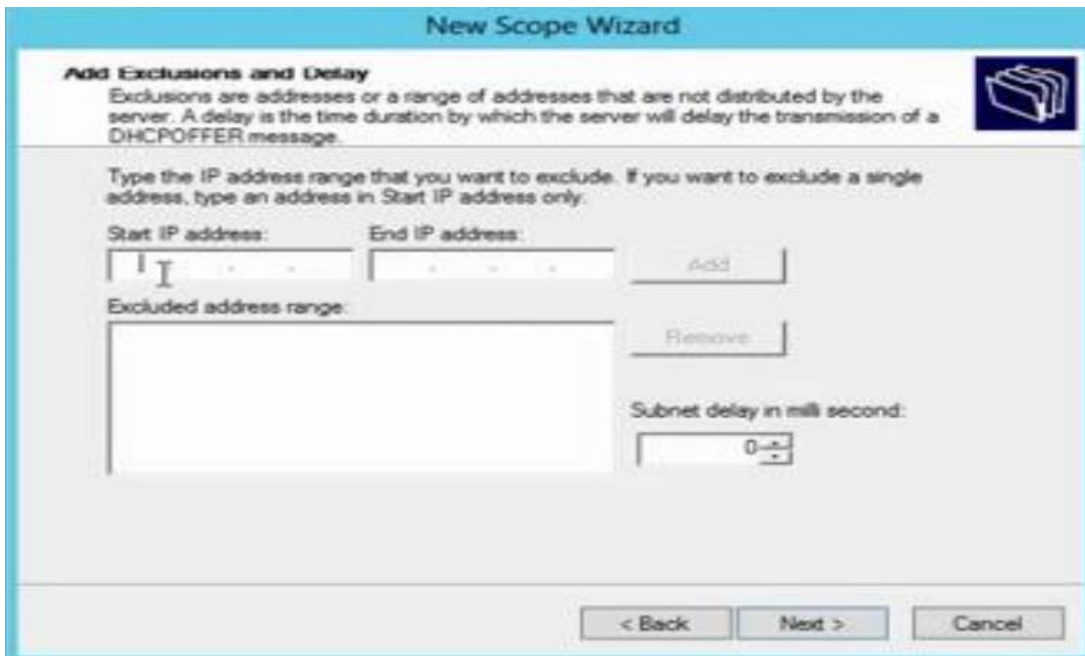 New Scope Wizard
Add Exclusions and Delay
Exclusions are addresses or a range of addresses that are not distributed by the
server. A delay is the time duration by which the server will delay the transmission of a
DHCPOFFER message.
Type the IP address range that you want to exclude. If you want to exclude a single
address, type an address in Start IP address only.
Start IP address:
End IP address:
Add
Excluded address range:
Remove
Subnet delay in milli second:
0
< Back
Next >
Cancel